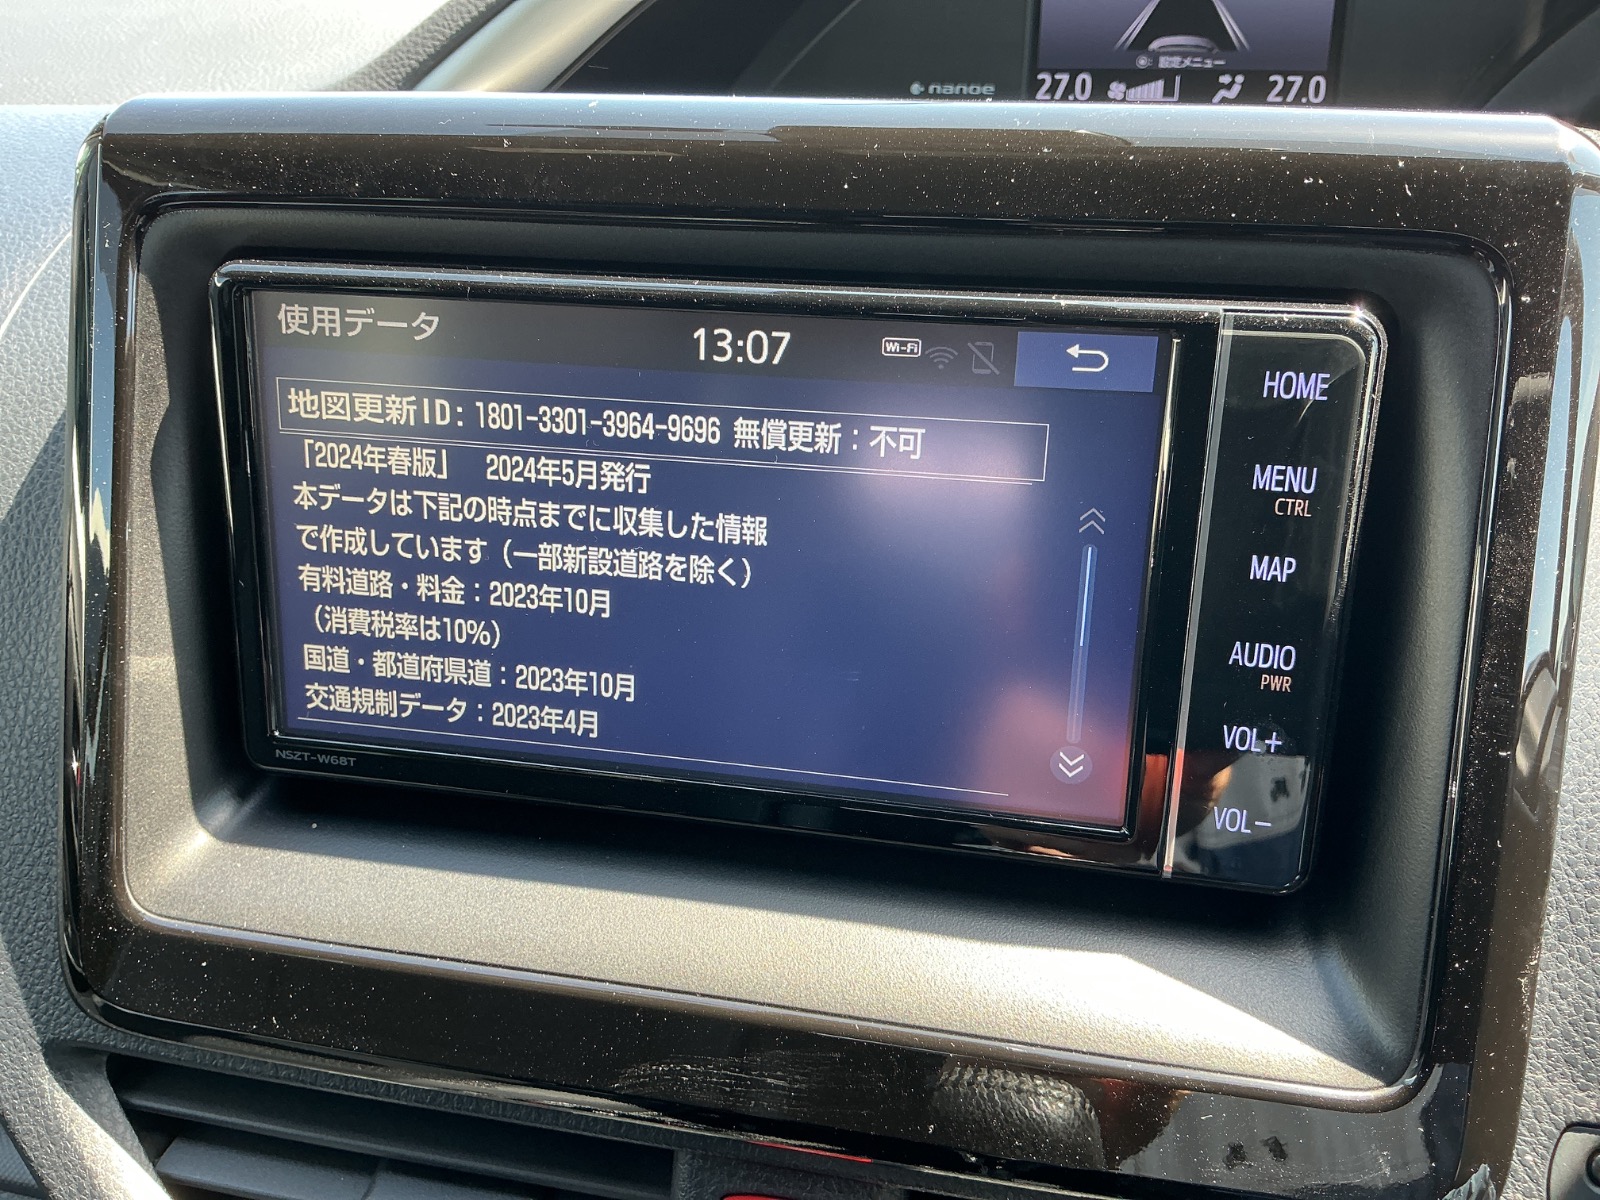 設定メニュー
nanoe
27.0
27.0
使用データ
13:07
Wi-Fi
地図更新ID: 1801-3301-3964-9696 無償更新：不可
「2024年春版」 2024年5月発行
本データは下記の時点までに収集した情報
で作成しています（一部新設道路を除く）
有料道路・料金：2023年10月
（消費税率は10%）
国道・都道府県道：2023年10月
交通規制データ：2023年4月
NSZT-W68T
HOME
MENU
CTRL
MAP
AUDIO
PWR
VOL+
VOL−